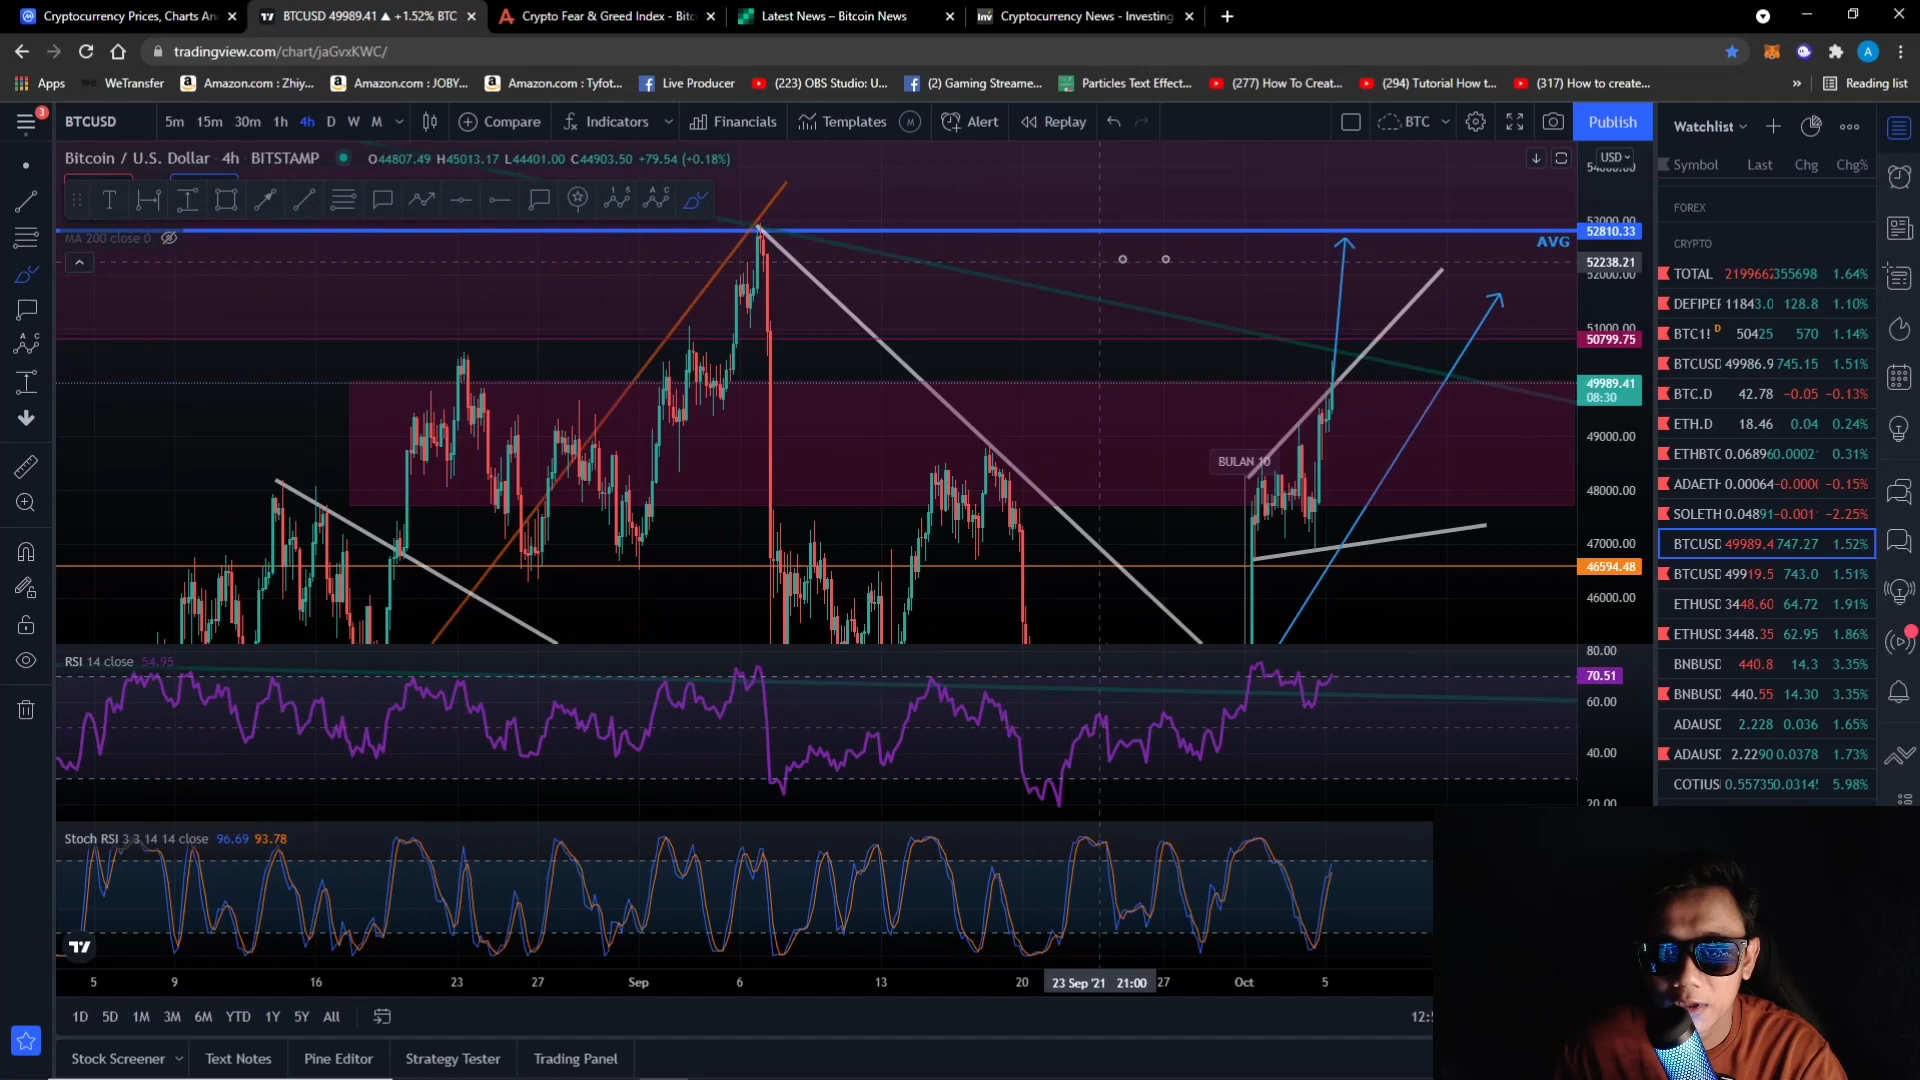 Cryptocurrency Prices, Charts An
BTCUSD 49989.41 ▲ +1.52% BTC
Crypto Fear & Greed Index - Bitc
Latest News – Bitcoin News
Cryptocurrency News - Investing
tradingview.com/chart/jaGvxKWC/
Apps
WeTransfer
Amazon.com : Zhiy...
Amazon.com : JOBY...
Amazon.com : Tyfot...
Live Producer
(223) OBS Studio: U...
(2) Gaming Streame...
Particles Text Effect...
(277) How To Creat...
(294) Tutorial How t...
(317) How to create...
Reading list
3
BTCUSD
5m 15m 30m 1h 4h D W M
Compare
Indicators
Financials
Templates
Alert
Replay
BTC
Publish
Watchlist
Bitcoin / U.S. Dollar · 4h · BITSTAMP
O44807.49 H45013.17 L44401.00 C44903.50 +79.54 (+0.18%)
USD
Symbol Last Chg Chg%
MA 200 close 0
AVG
BULAN 10
53000.00
52810.33
52238.21
52000.00
51000.00
50799.75
49989.41
08:30
49000.00
48000.00
47000.00
46594.48
46000.00
FOREX
CRYPTO
TOTAL 2199662355698 1.64%
DEFIPER 11843.0 128.8 1.10%
BTC1! D 50425 570 1.14%
BTCUSD 49986.9 745.15 1.51%
BTC.D 42.78 −0.05 −0.13%
ETH.D 18.46 0.04 0.24%
ETHBTC 0.068960.0002 0.31%
ADAETH 0.00064−0.000 −0.15%
SOLETH 0.04891−0.001 −2.25%
BTCUSD 49989.4 747.27 1.52%
BTCUSD 49919.5 743.0 1.51%
ETHUSD 3448.60 64.72 1.91%
ETHUSD 3448.35 62.95 1.86%
BNBUSD 440.8 14.3 3.35%
BNBUSD 440.55 14.30 3.35%
ADAUSD 2.228 0.036 1.65%
ADAUSD 2.2290 0.0378 1.73%
COTIUS 0.557350.0314 5.98%
RSI 14 close 54.95
80.00
70.51
60.00
40.00
20.00
Stoch RSI 3 3 14 14 close 96.69 93.78
5 9 16 23 27 Sep 6 13 20 23 Sep '21 21:00 27 Oct 5
1D 5D 1M 3M 6M YTD 1Y 5Y All
Stock Screener
Text Notes
Pine Editor
Strategy Tester
Trading Panel